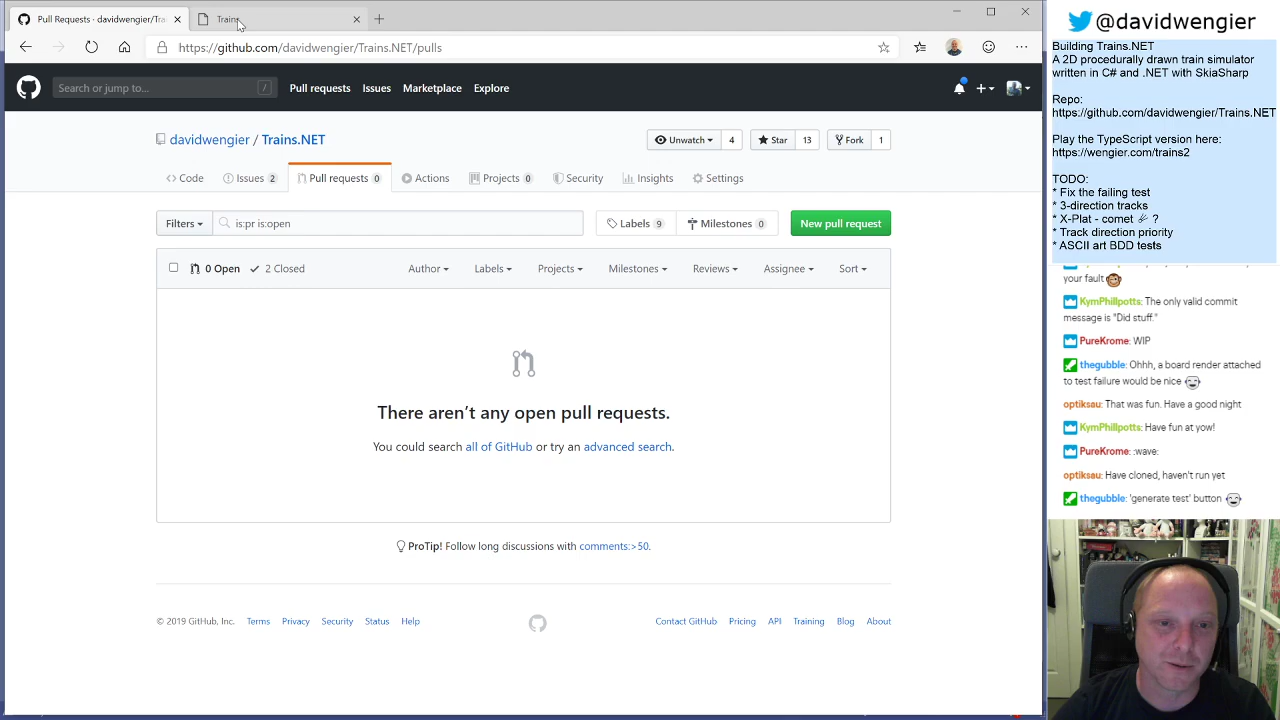 Pull Requests · davidwengier/Tra
Trains
https://github.com/davidwengier/Trains.NET/pulls
Search or jump to...
/
Pull requests
Issues
Marketplace
Explore
davidwengier / Trains.NET
Unwatch
4
Star
13
Fork
1
Code
Issues 2
Pull requests 0
Actions
Projects 0
Security
Insights
Settings
Filters
is:pr is:open
Labels 9
Milestones 0
New pull request
0 Open
2 Closed
Author
Labels
Projects
Milestones
Reviews
Assignee
Sort
There aren’t any open pull requests.
You could search all of GitHub or try an advanced search.
ProTip! Follow long discussions with comments:>50.
© 2019 GitHub, Inc.
Terms
Privacy
Security
Status
Help
Contact GitHub
Pricing
API
Training
Blog
About
@davidwengier
Building Trains.NET
A 2D procedurally drawn train simulator
written in C# and .NET with SkiaSharp
Repo:
https://github.com/davidwengier/Trains.NET
Play the TypeScript version here:
https://wengier.com/trains2
TODO:
* Fix the failing test
* 3-direction tracks
* X-Plat - comet ☄ ?
* Track direction priority
* ASCII art BDD tests
your fault
KymPhillpotts: The only valid commit
message is "Did stuff."
PureKrome: WIP
thegubble: Ohhh, a board render attached
to test failure would be nice
optiksau: That was fun. Have a good night
KymPhillpotts: Have fun at yow!
PureKrome: :wave:
optiksau: Have cloned, haven't run yet
thegubble: 'generate test' button